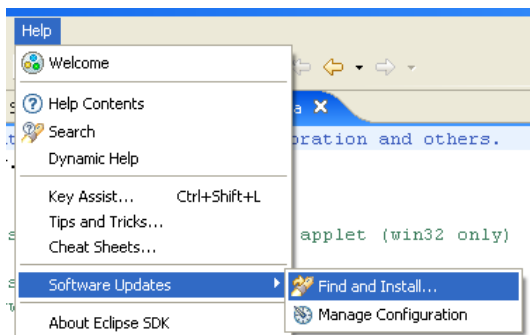 Help
Welcome
Help Contents
a
Search
oration and others.
Dynamic Help
Key Assist... Ctrl+Shift+L
Tips and Tricks...
applet (win32 only)
Cheat Sheets...
Software Updates
Find and Install...
Manage Configuration
About Eclipse SDK